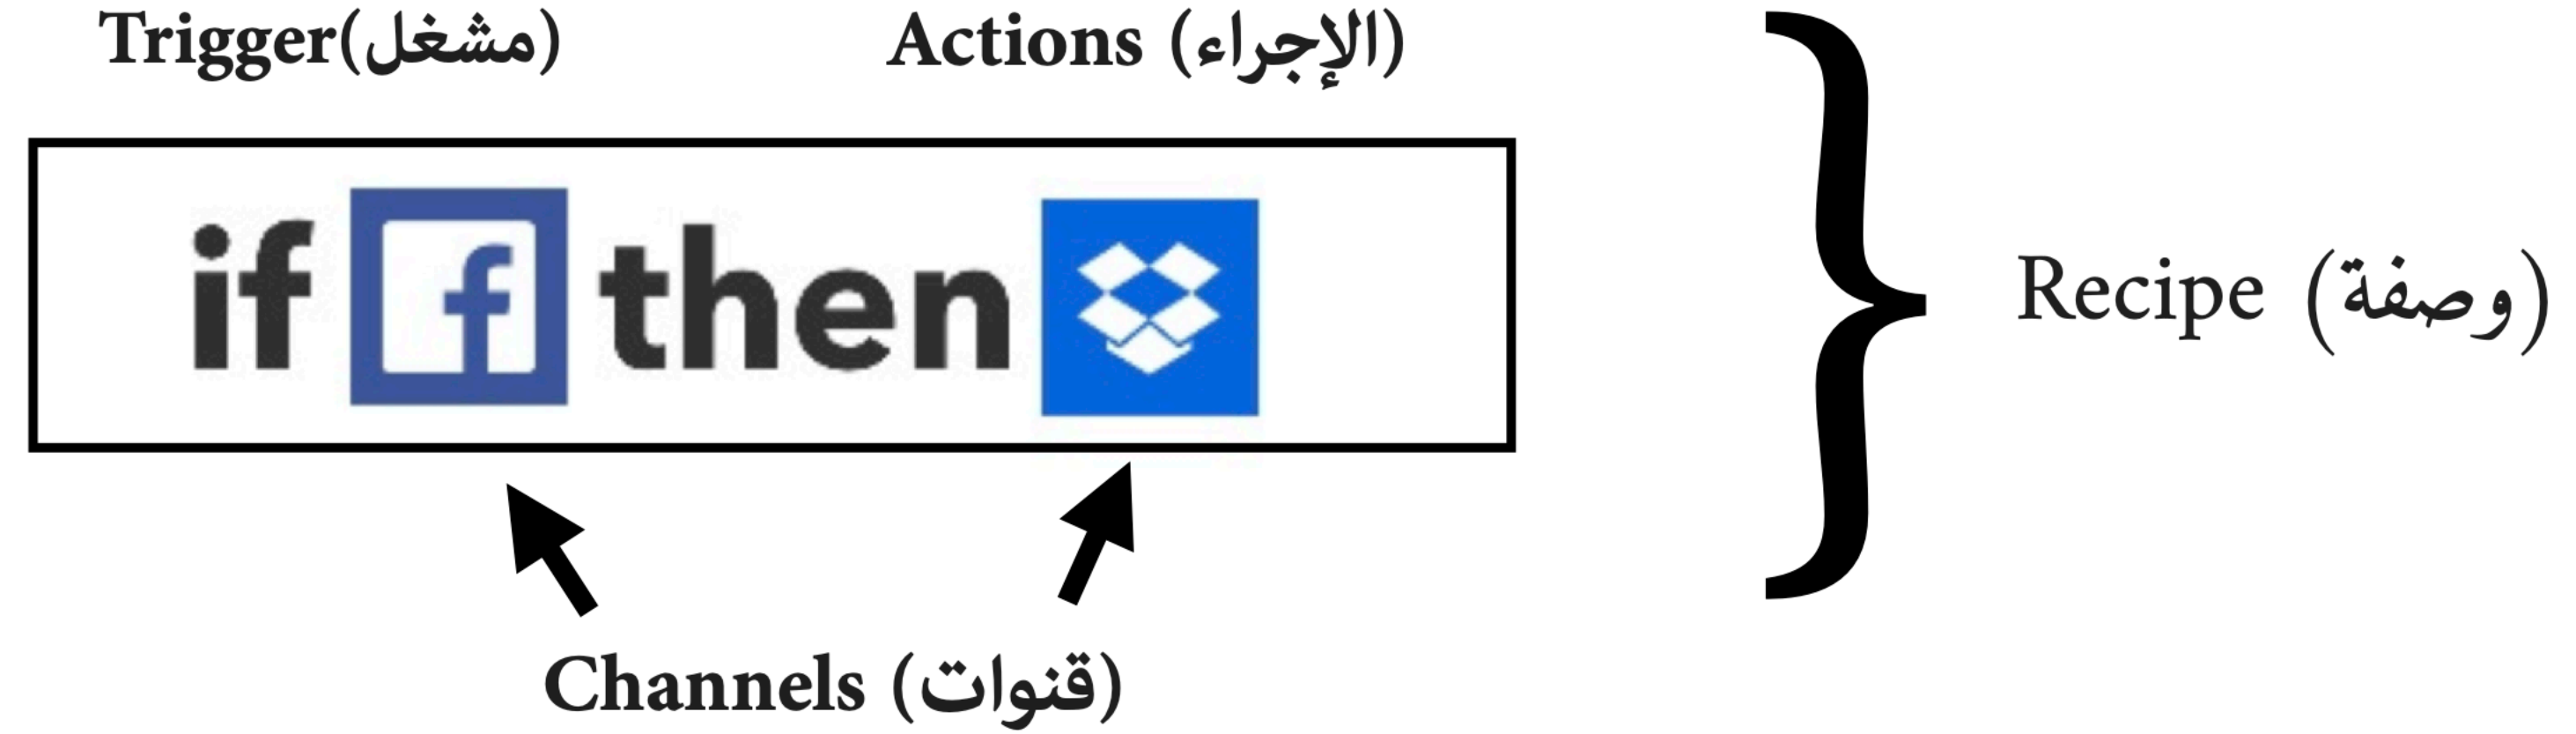 Trigger(مشغل)
Actions (الإجراء)
if f then
Recipe (وصفة)
Channels (قنوات)